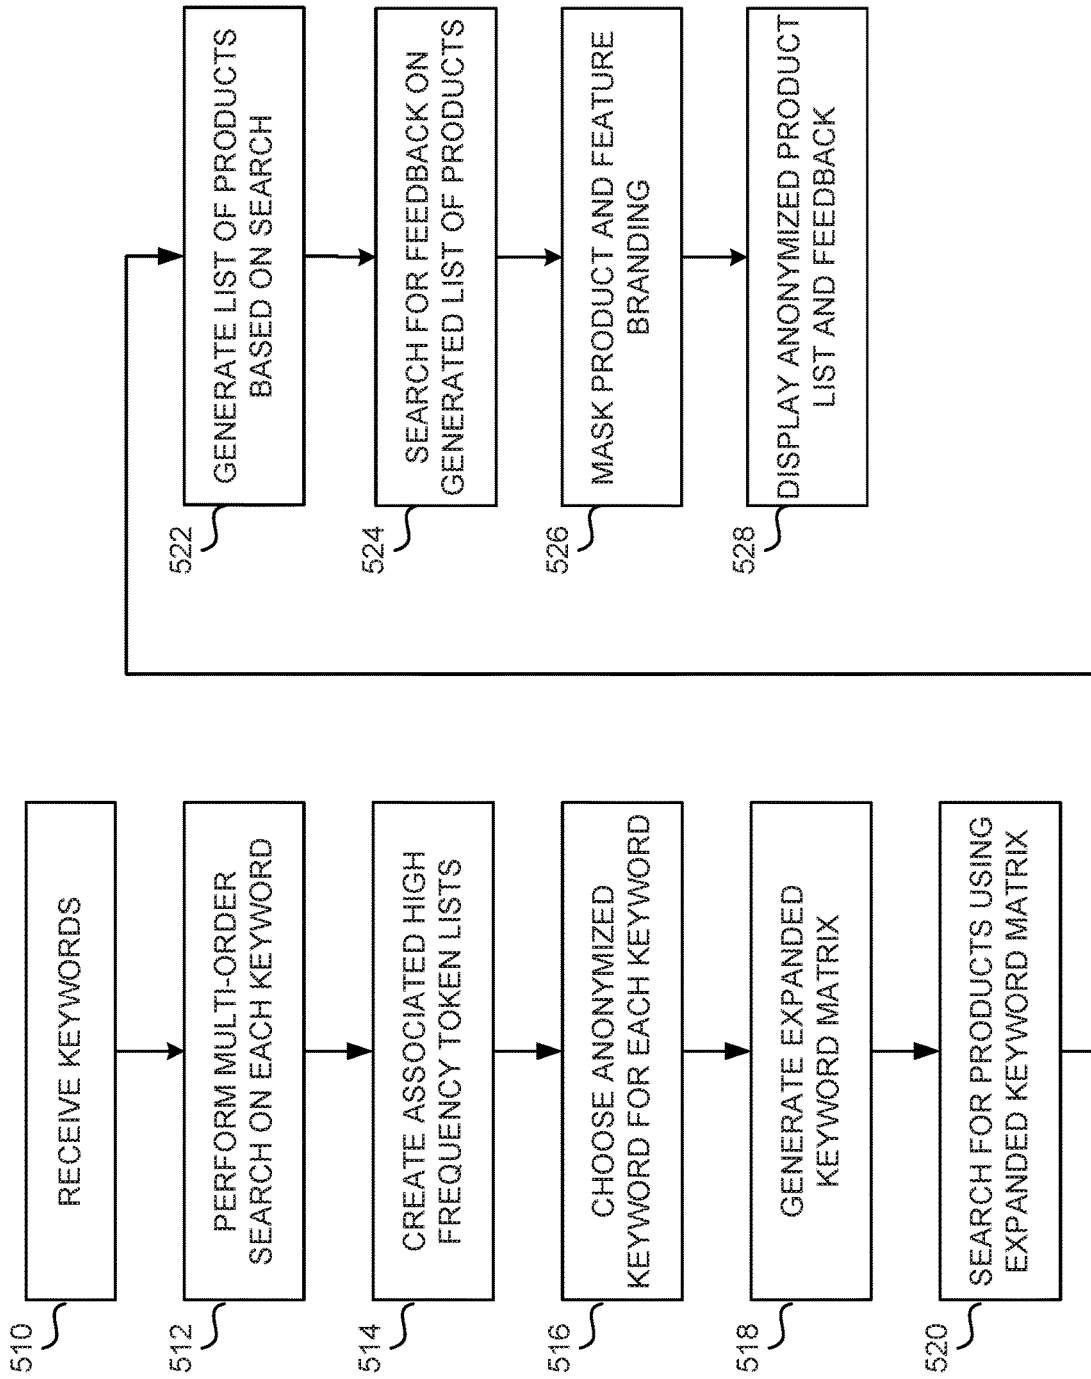 510
RECEIVE KEYWORDS
512
PERFORM MULTI-ORDER
SEARCH ON EACH KEYWORD
514
CREATE ASSOCIATED HIGH
FREQUENCY TOKEN LISTS
516
CHOOSE ANONYMIZED
KEYWORD FOR EACH KEYWORD
518
GENERATE EXPANDED
KEYWORD MATRIX
520
SEARCH FOR PRODUCTS USING
EXPANDED KEYWORD MATRIX
522
GENERATE LIST OF PRODUCTS
BASED ON SEARCH
524
SEARCH FOR FEEDBACK ON
GENERATED LIST OF PRODUCTS
526
MASK PRODUCT AND FEATURE
BRANDING
528
DISPLAY ANONYMIZED PRODUCT
LIST AND FEEDBACK